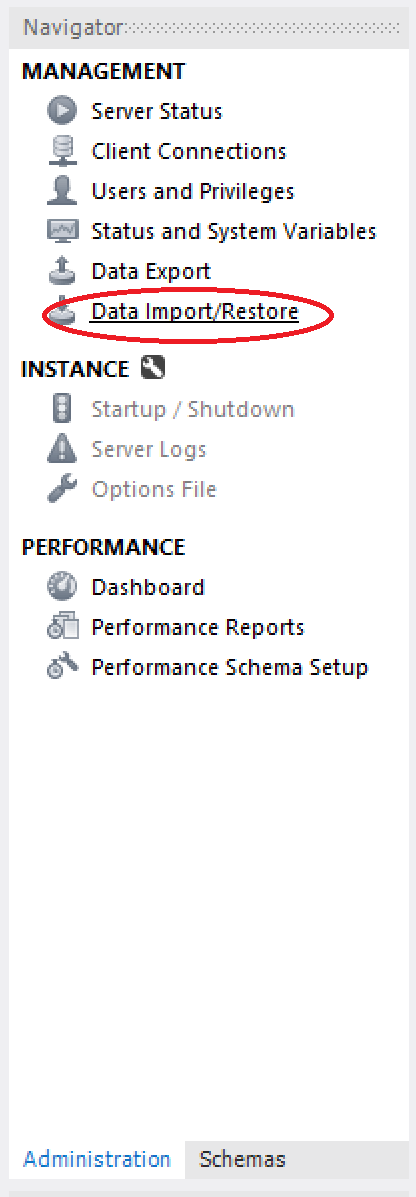 Navigator
MANAGEMENT
Server Status
Client Connections
Users and Privileges
Status and System Variables
Data Export
Data Import/Restore
INSTANCE
Startup / Shutdown
Server Logs
Options File
PERFORMANCE
Dashboard
Performance Reports
Performance Schema Setup
Administration Schemas